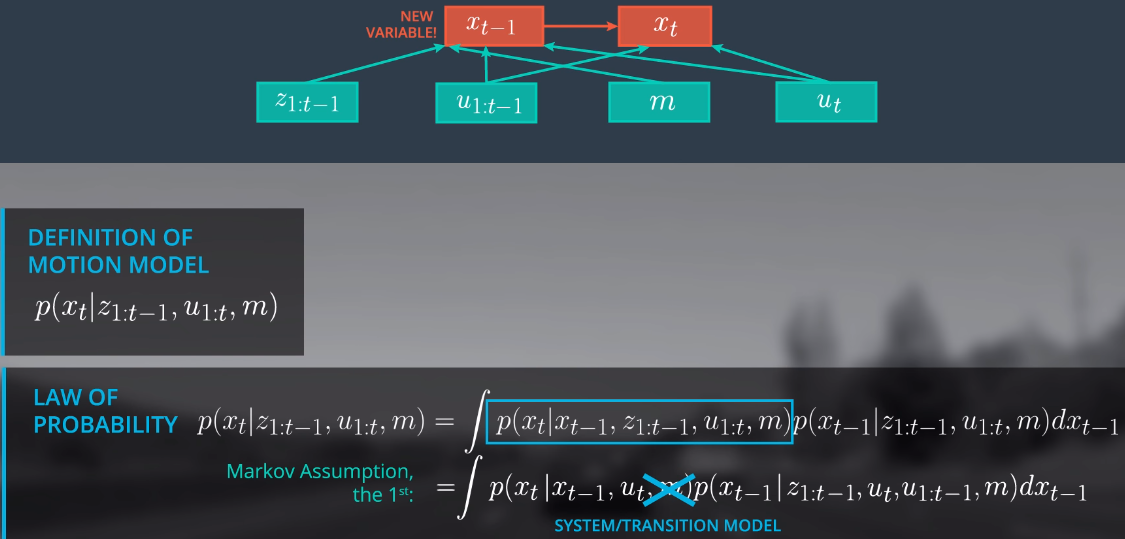 NEW
VARIABLE!
x_{t-1}
x_t
z_{1:t-1}
u_{1:t-1}
m
u_t
DEFINITION OF
MOTION MODEL
p(x_t|z_{1:t-1}, u_{1:t}, m)
LAW OF
PROBABILITY
p(x_t|z_{1:t-1}, u_{1:t}, m) = ∫ p(x_t|x_{t-1}, z_{1:t-1}, u_{1:t}, m)p(x_{t-1}|z_{1:t-1}, u_{1:t}, m)dx_{t-1}
Markov Assumption,
the 1st:
= ∫ p(x_t|x_{t-1}, u_t, m)p(x_{t-1}|z_{1:t-1}, u_t, u_{1:t-1}, m)dx_{t-1}
SYSTEM/TRANSITION MODEL